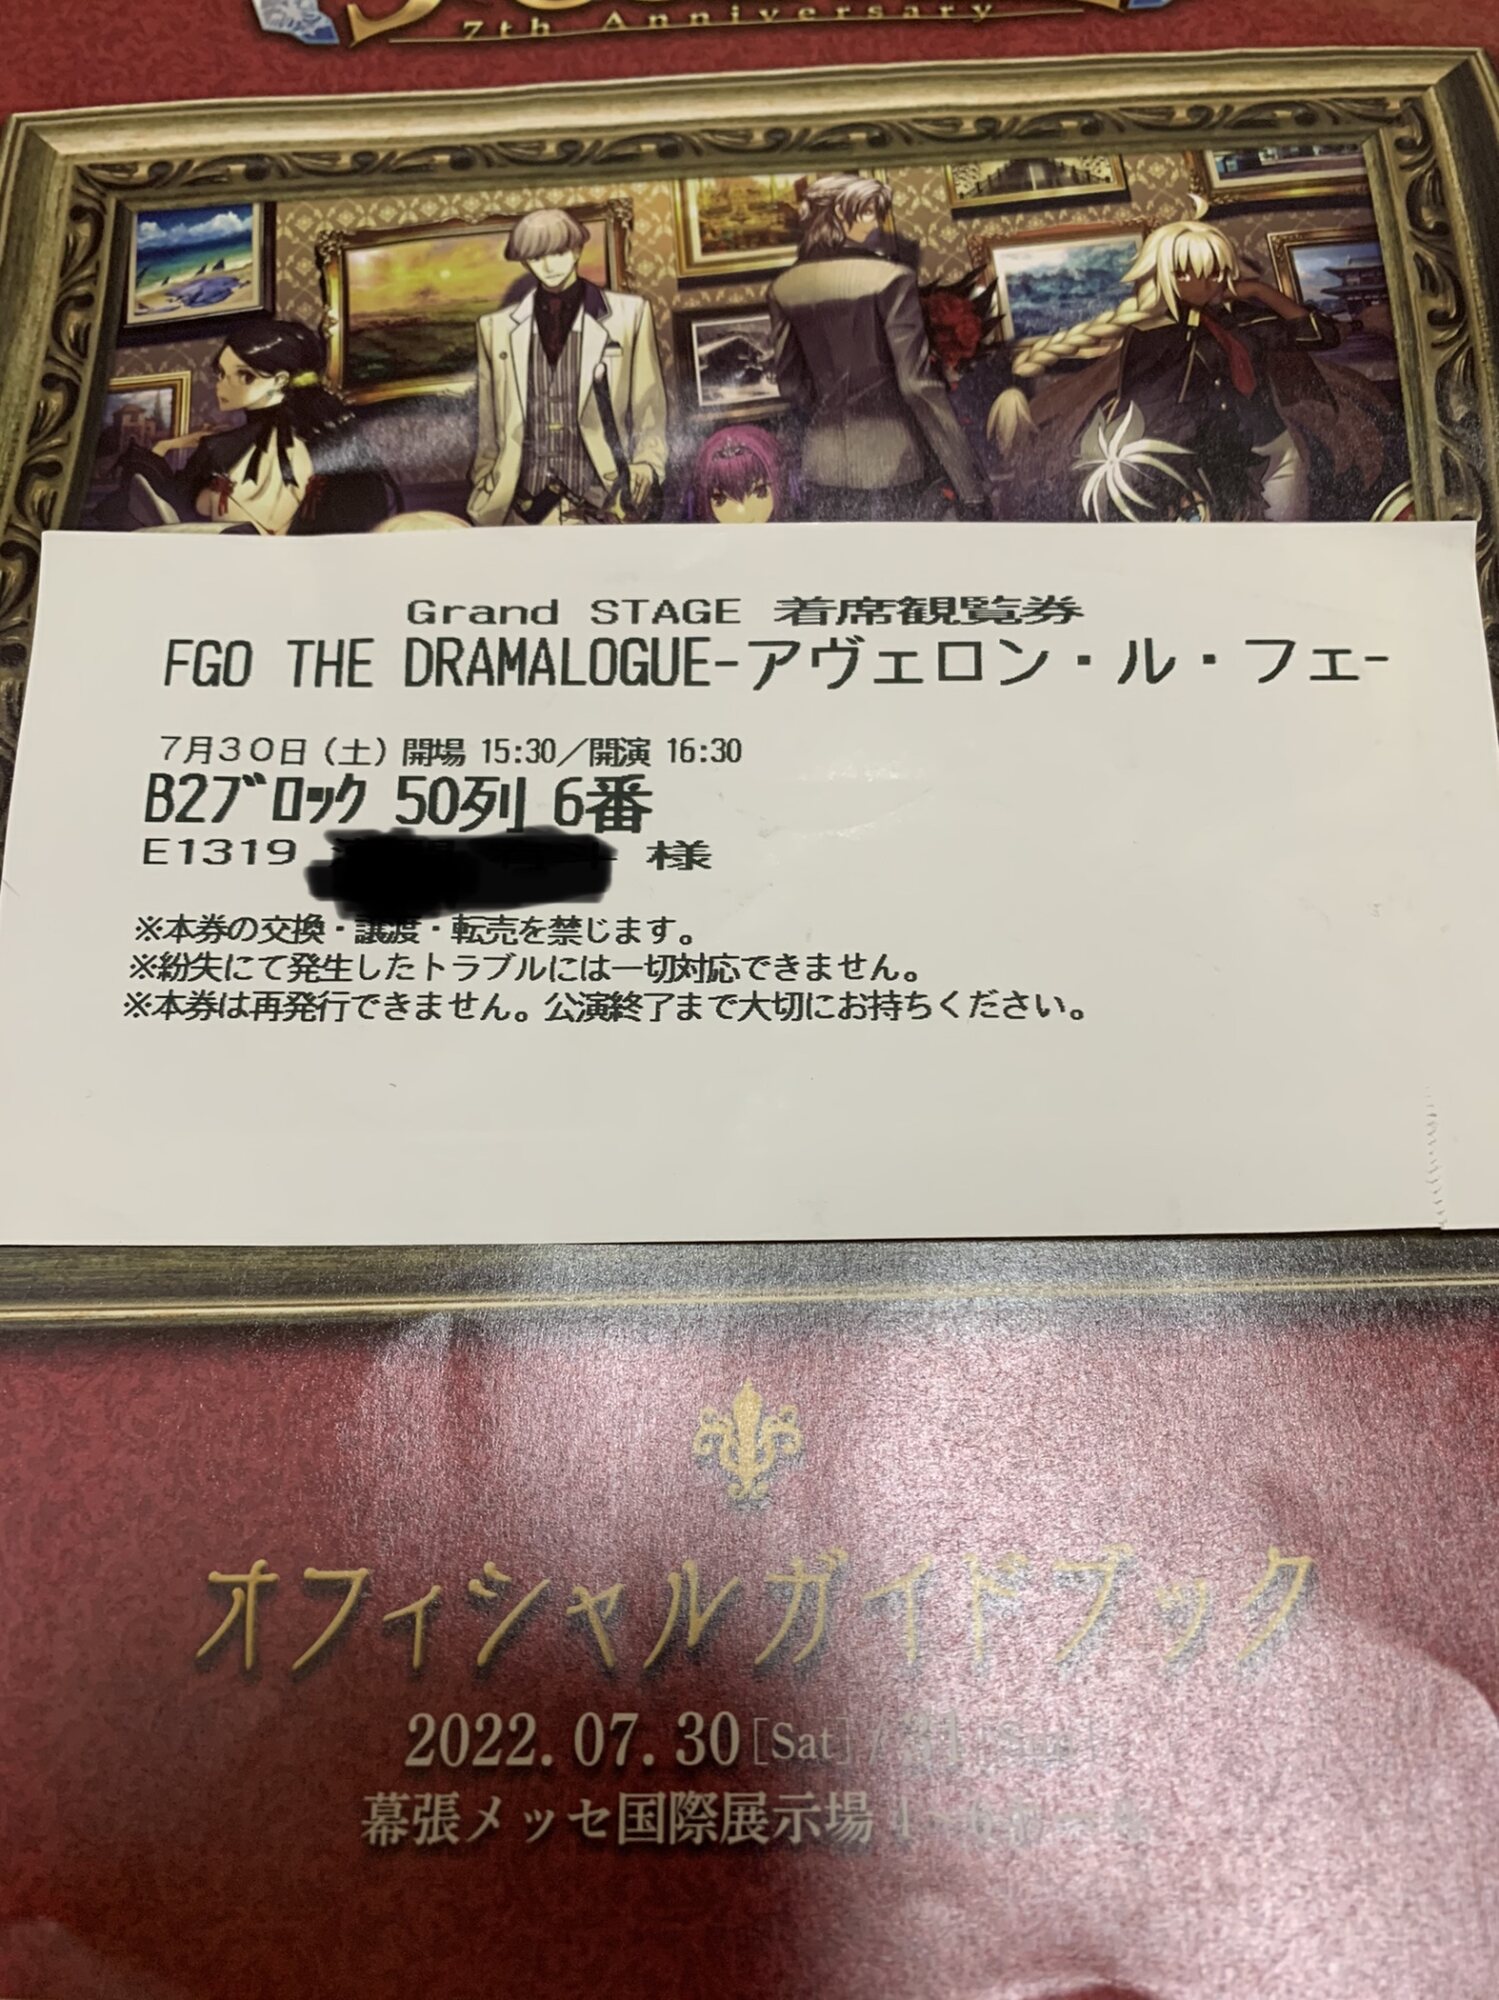 7th Anniversary
Grand STAGE 着席観覧券
FGO THE DRAMALOGUE-アヴェロン・ル・フェ-
7月30日(土) 開場 15:30/開演 16:30
B2ブロック 50列 6番
E1319 様
※本券の交換・譲渡・転売を禁じます。
※紛失にて発生したトラブルには一切対応できません。
※本券は再発行できません。公演終了まで大切にお持ちください。
オフィシャルガイドブック
2022.07.30[Sat]/31[Sun]
幕張メッセ国際展示場